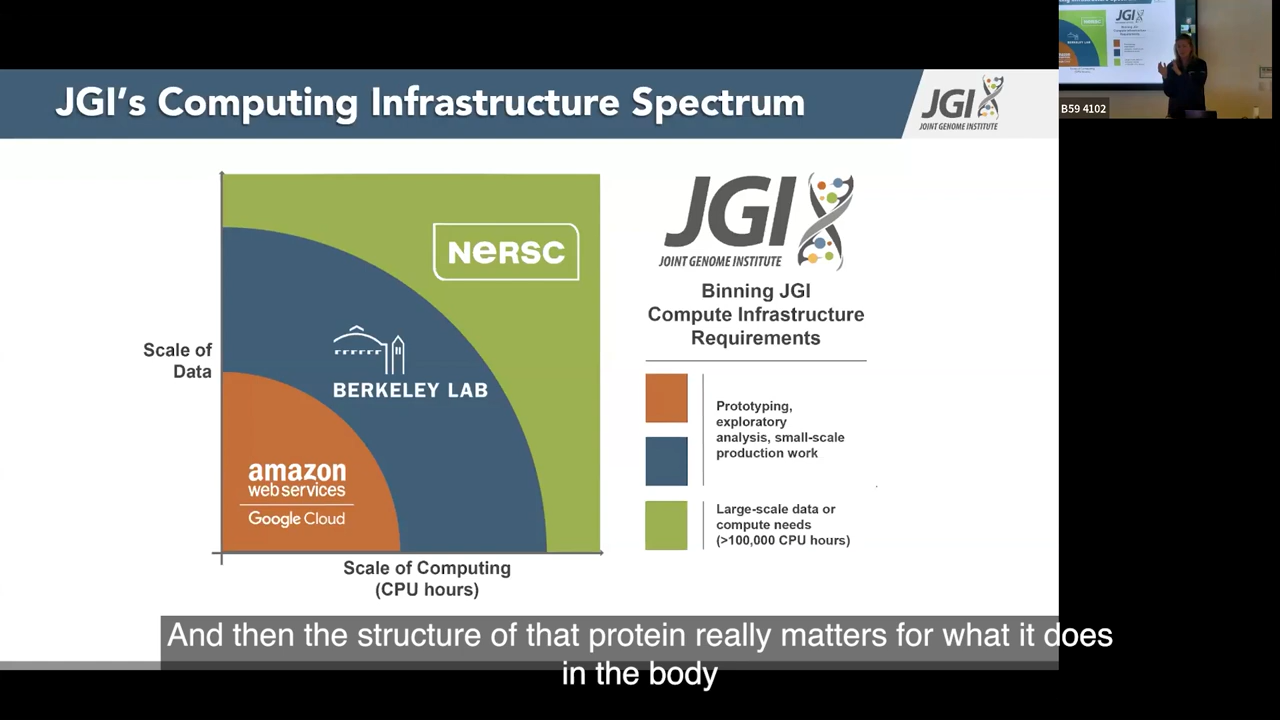 JGI's Computing Infrastructure Spectrum
JGI
JOINT GENOME INSTITUTE
B59 4102
NERSC
BERKELEY LAB
amazon
web services
Google Cloud
Scale of
Data
Scale of Computing
(CPU hours)
JGI
JOINT GENOME INSTITUTE
Binning JGI
Compute Infrastructure
Requirements
Prototyping,
exploratory
analysis, small-scale
production work
Large-scale data or
compute needs
(>100,000 CPU hours)
And then the structure of that protein really matters for what it does
in the body